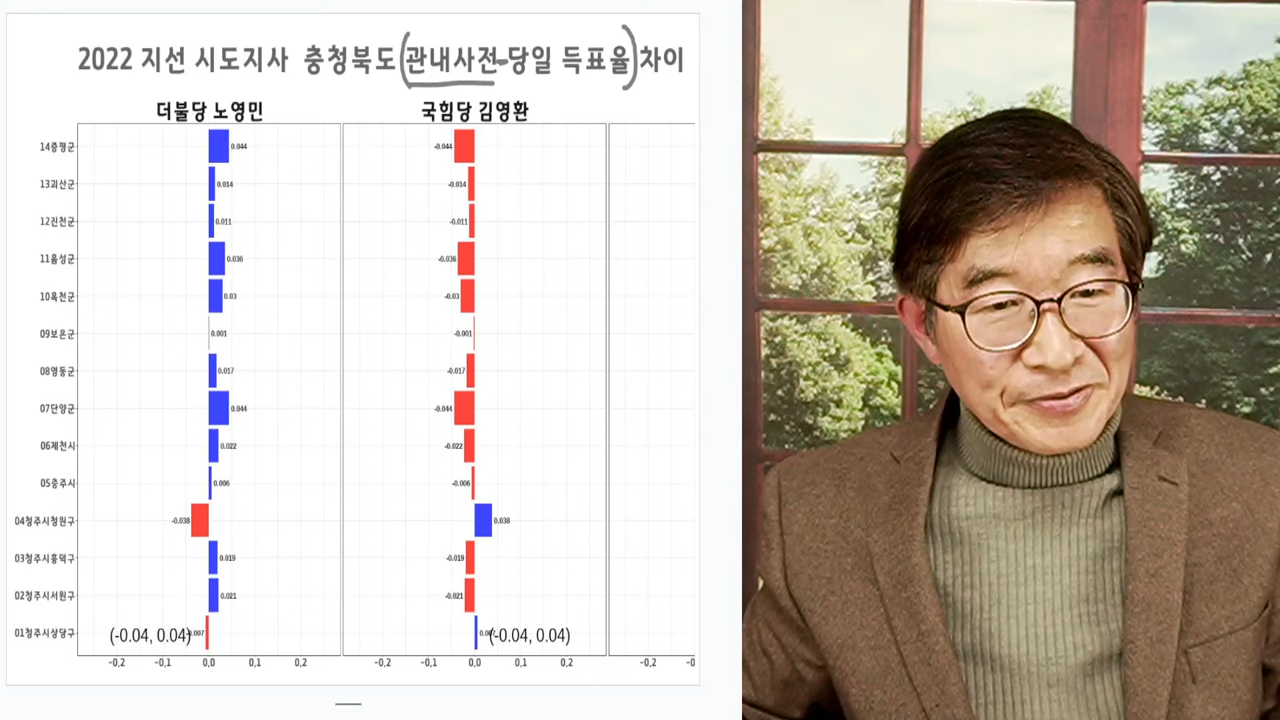 2022 지선 시도지사 충청북도(관내사전-당일 득표율)차이
더불당 노영민 국힘당 김영환
14증평군 0.044 -0.044
13괴산군 0.014 -0.014
12진천군 0.011 -0.011
11음성군 0.036 -0.036
10옥천군 0.03 -0.03
09보은군 0.001 -0.001
08영동군 0.017 -0.017
07단양군 0.044 -0.044
06제천시 0.022 -0.022
05충주시 0.006 -0.006
04청주시청원구 -0.038 0.038
03청주시흥덕구 0.019 -0.019
02청주시서원구 0.021 -0.021
01청주시상당구 (-0.04, 0.04) (-0.04, 0.04)
-0.2 -0.1 0.0 0.1 0.2 -0.2 -0.1 0.0 0.1 0.2 -0.2